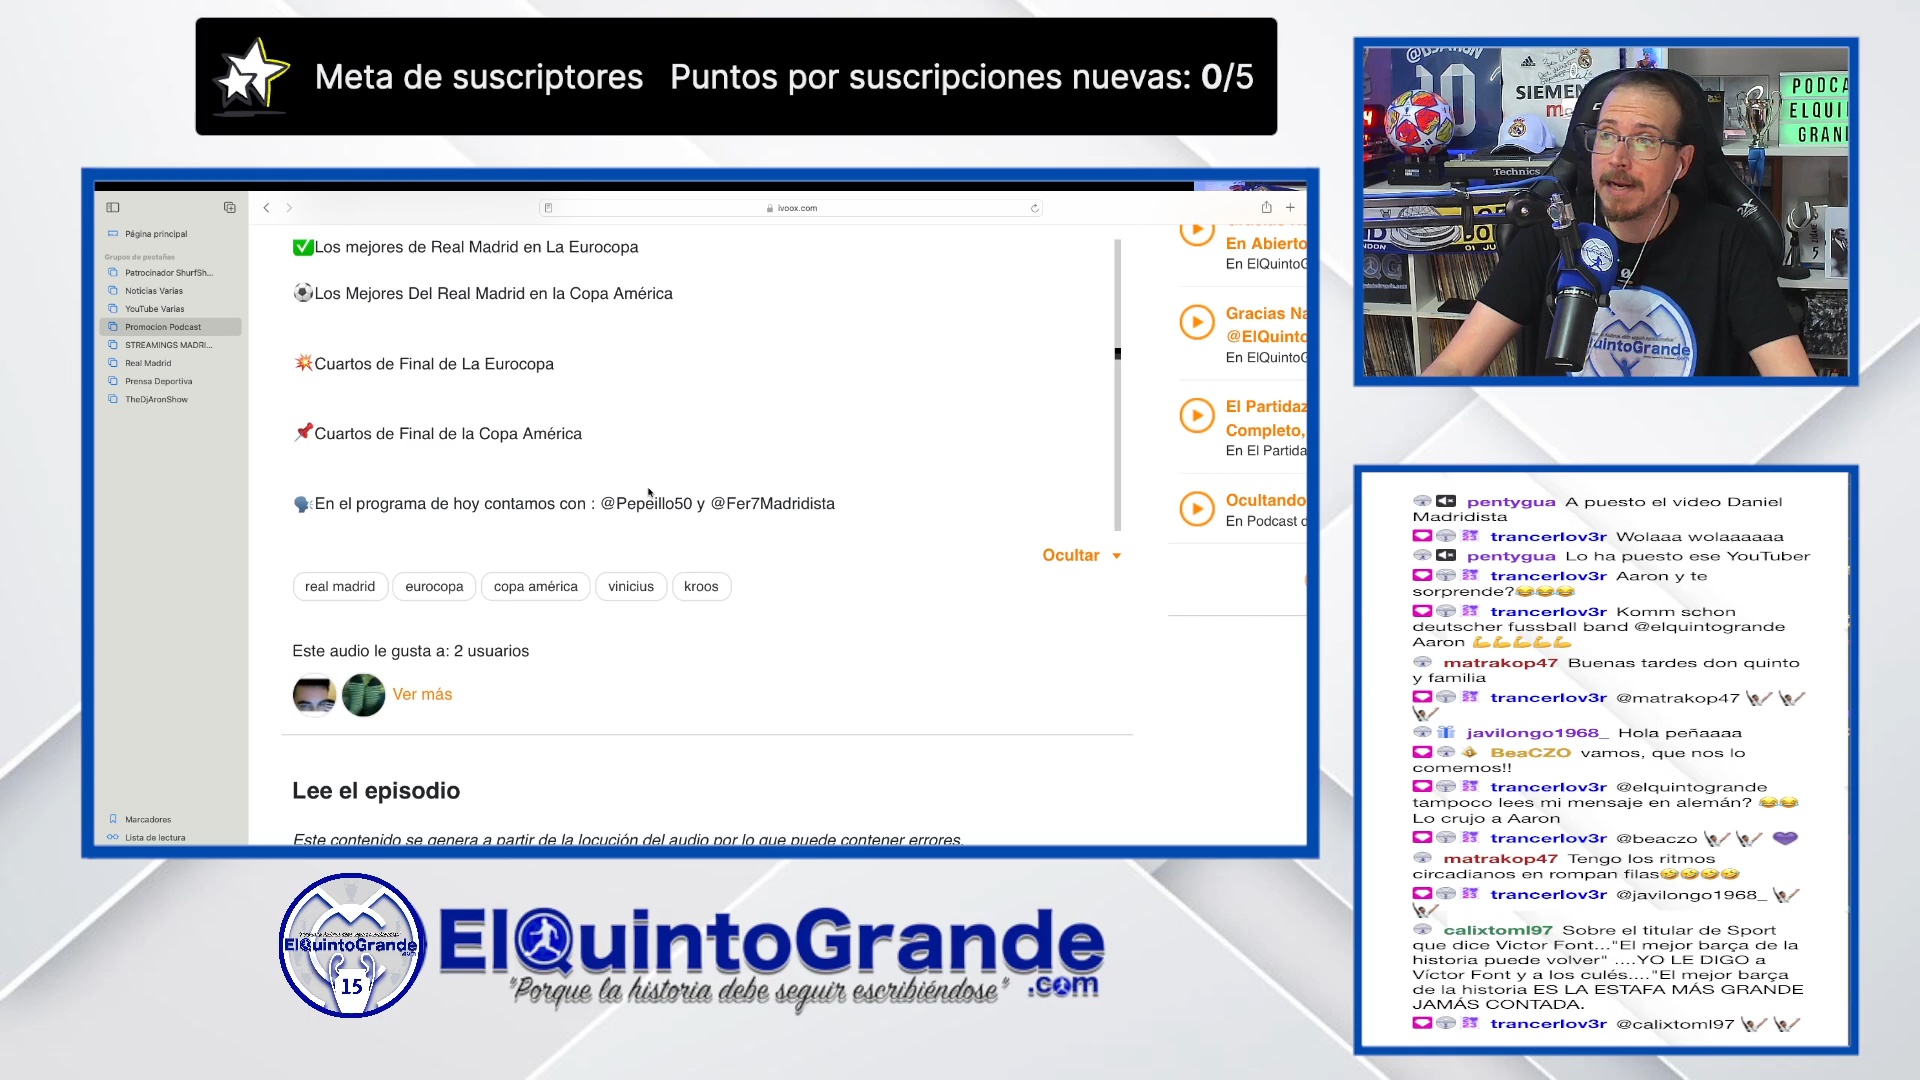 Meta de suscriptores   Puntos por suscripciones nuevas: 0/5
ivoox.com
Página principal
Grupos de pestañas
Patrocinador ShurfSh...
Noticias Varias
YouTube Varias
Promocion Podcast
STREAMINGS MADRI...
Real Madrid
Prensa Deportiva
TheDjAronShow
Marcadores
Lista de lectura
✅Los mejores de Real Madrid en La Eurocopa
⚽Los Mejores Del Real Madrid en la Copa América
💥Cuartos de Final de La Eurocopa
📌Cuartos de Final de la Copa América
🗣️En el programa de hoy contamos con : @Pepeillo50 y @Fer7Madridista
Ocultar
real madrid
eurocopa
copa américa
vinicius
kroos
Este audio le gusta a: 2 usuarios
Ver más
Lee el episodio
Este contenido se genera a partir de la locución del audio por lo que puede contener errores.
En Abierto
En ElQuintoG
Gracias Na
@ElQuinto
En ElQuintoG
El Partidaz
Completo,
En El Partida
Ocultando
En Podcast d
10
SIEMEN
Technics
PODCA
ELQUI
GRAN
uintoGrande
pentygua A puesto el video Daniel
Madridista
trancerlov3r Wolaaa wolaaaaaa
pentygua Lo ha puesto ese YouTuber
trancerlov3r Aaron y te
sorprende?😂😂😂
trancerlov3r Komm schon
deutscher fussball band @elquintogrande
Aaron 💪💪💪💪💪
matrakop47 Buenas tardes don quinto
y familia
trancerlov3r @matrakop47
javilongo1968_ Hola peñaaaa
BeaCZO vamos, que nos lo
comemos!!
trancerlov3r @elquintogrande
tampoco lees mi mensaje en alemán? 😂😂
Lo crujo a Aaron
trancerlov3r @beaczo 💜
matrakop47 Tengo los ritmos
circadianos en rompan filas🤣🤣🤣🤣
trancerlov3r @javilongo1968_
calixtoml97 Sobre el titular de Sport
que dice Victor Font..."El mejor barça de la
historia puede volver" ....YO LE DIGO a
Víctor Font y a los culés...."El mejor barça
de la historia ES LA ESTAFA MÁS GRANDE
JAMÁS CONTADA.
trancerlov3r @calixtoml97
ElQuintoGrande
15
ElQuintoGrande
"Porque la historia debe seguir escribiéndose"
.com